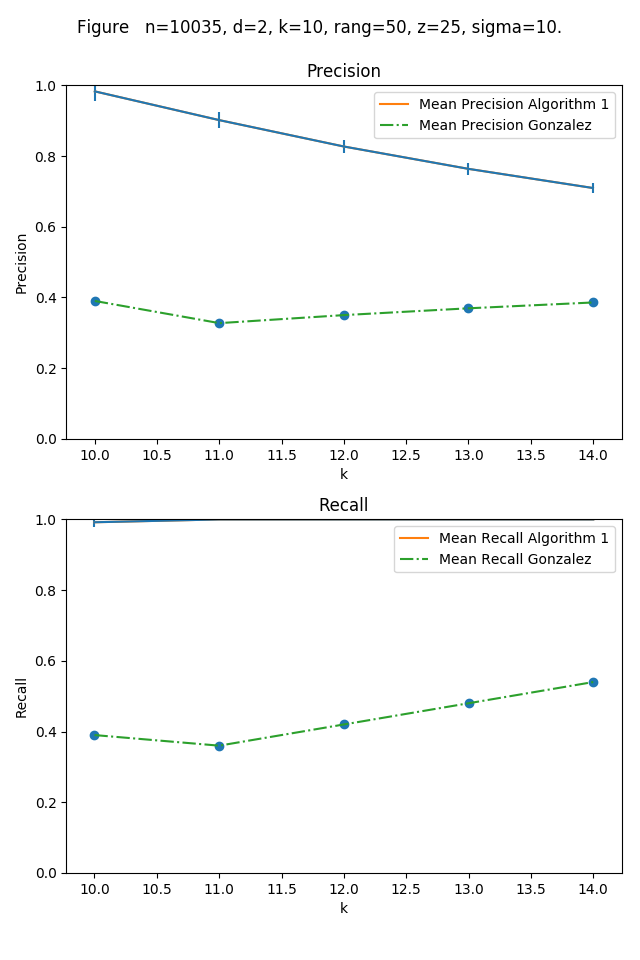 Figure   n=10035, d=2, k=10, rang=50, z=25, sigma=10.
Precision
1.0
0.8
0.6
0.4
0.2
0.0
Precision
Mean Precision Algorithm 1
Mean Precision Gonzalez
10.0 10.5 11.0 11.5 12.0 12.5 13.0 13.5 14.0
k
Recall
1.0
0.8
0.6
0.4
0.2
0.0
Recall
Mean Recall Algorithm 1
Mean Recall Gonzalez
10.0 10.5 11.0 11.5 12.0 12.5 13.0 13.5 14.0
k